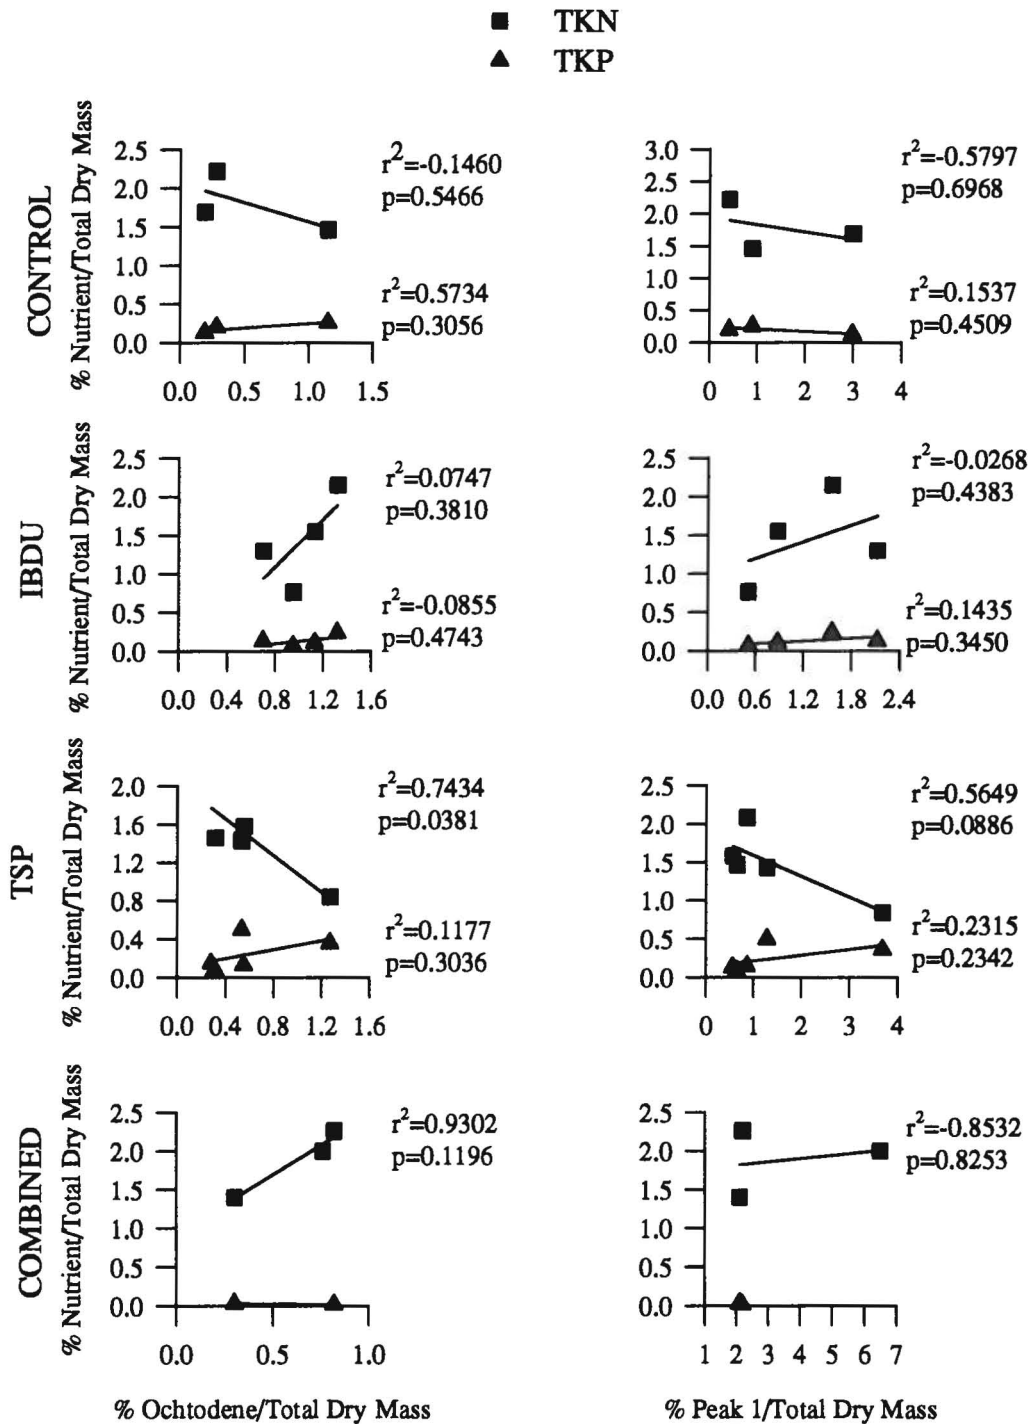 TKN
TKP
CONTROL
% Nutrient/Total Dry Mass
2.5
2.0
1.5
1.0
0.5
0.0
0.0 0.5 1.0 1.5
r²=-0.1460
p=0.5466
r²=0.5734
p=0.3056
3.0
2.5
2.0
1.5
1.0
0.5
0.0
0 1 2 3 4
r²=-0.5797
p=0.6968
r²=0.1537
p=0.4509
IBDU
% Nutrient/Total Dry Mass
2.5
2.0
1.5
1.0
0.5
0.0
0.0 0.4 0.8 1.2 1.6
r²=0.0747
p=0.3810
r²=-0.0855
p=0.4743
2.5
2.0
1.5
1.0
0.5
0.0
0.0 0.6 1.2 1.8 2.4
r²=-0.0268
p=0.4383
r²=0.1435
p=0.3450
TSP
% Nutrient/Total Dry Mass
2.0
1.6
1.2
0.8
0.4
0.0
0.0 0.4 0.8 1.2 1.6
r²=0.7434
p=0.0381
r²=0.1177
p=0.3036
2.5
2.0
1.5
1.0
0.5
0.0
0 1 2 3 4
r²=0.5649
p=0.0886
r²=0.2315
p=0.2342
COMBINED
% Nutrient/Total Dry Mass
2.5
2.0
1.5
1.0
0.5
0.0
0.0 0.5 1.0
r²=0.9302
p=0.1196
2.5
2.0
1.5
1.0
0.5
0.0
1 2 3 4 5 6 7
r²=-0.8532
p=0.8253
% Ochtodene/Total Dry Mass
% Peak 1/Total Dry Mass